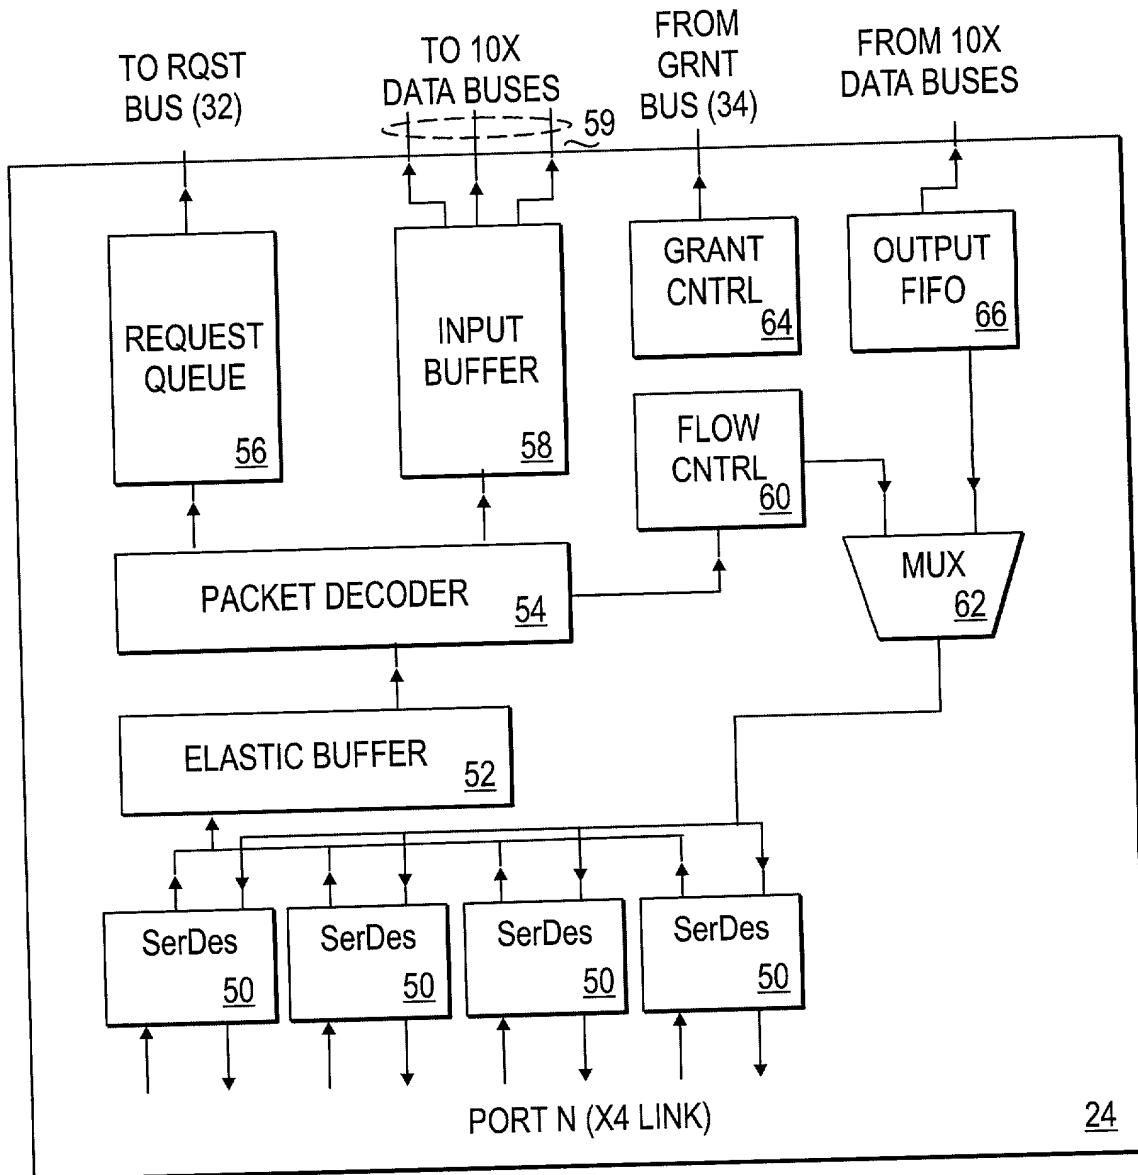 TO RQST
BUS (32)
TO 10X
DATA BUSES
FROM
GRNT
BUS (34)
FROM 10X
DATA BUSES
59
REQUEST
QUEUE
56
INPUT
BUFFER
58
GRANT
CNTRL
64
OUTPUT
FIFO
66
FLOW
CNTRL
60
MUX
62
PACKET DECODER
54
ELASTIC BUFFER
52
SerDes
50
SerDes
50
SerDes
50
SerDes
50
PORT N (X4 LINK)
24